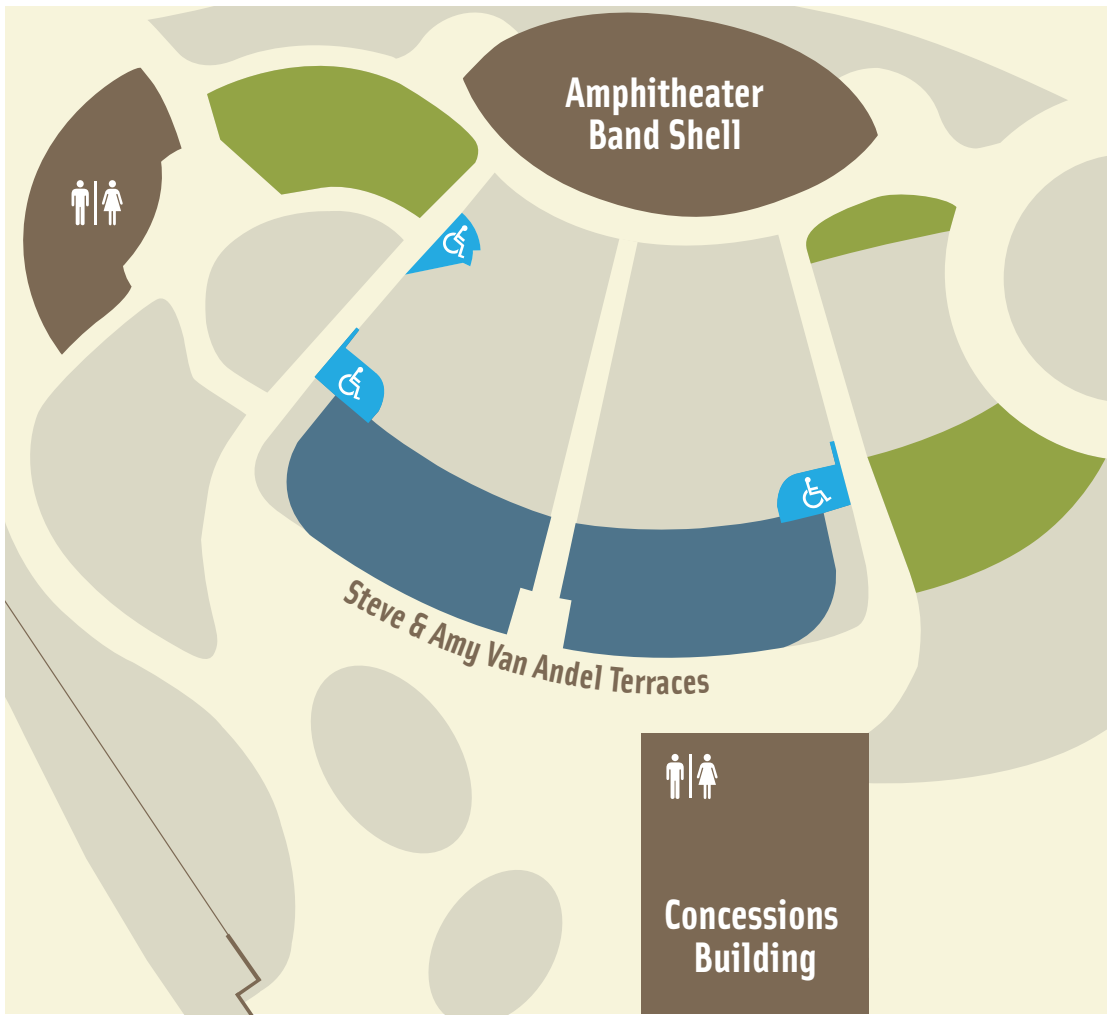 Amphitheater
Band Shell
Steve & Amy Van Andel Terraces
Concessions
Building